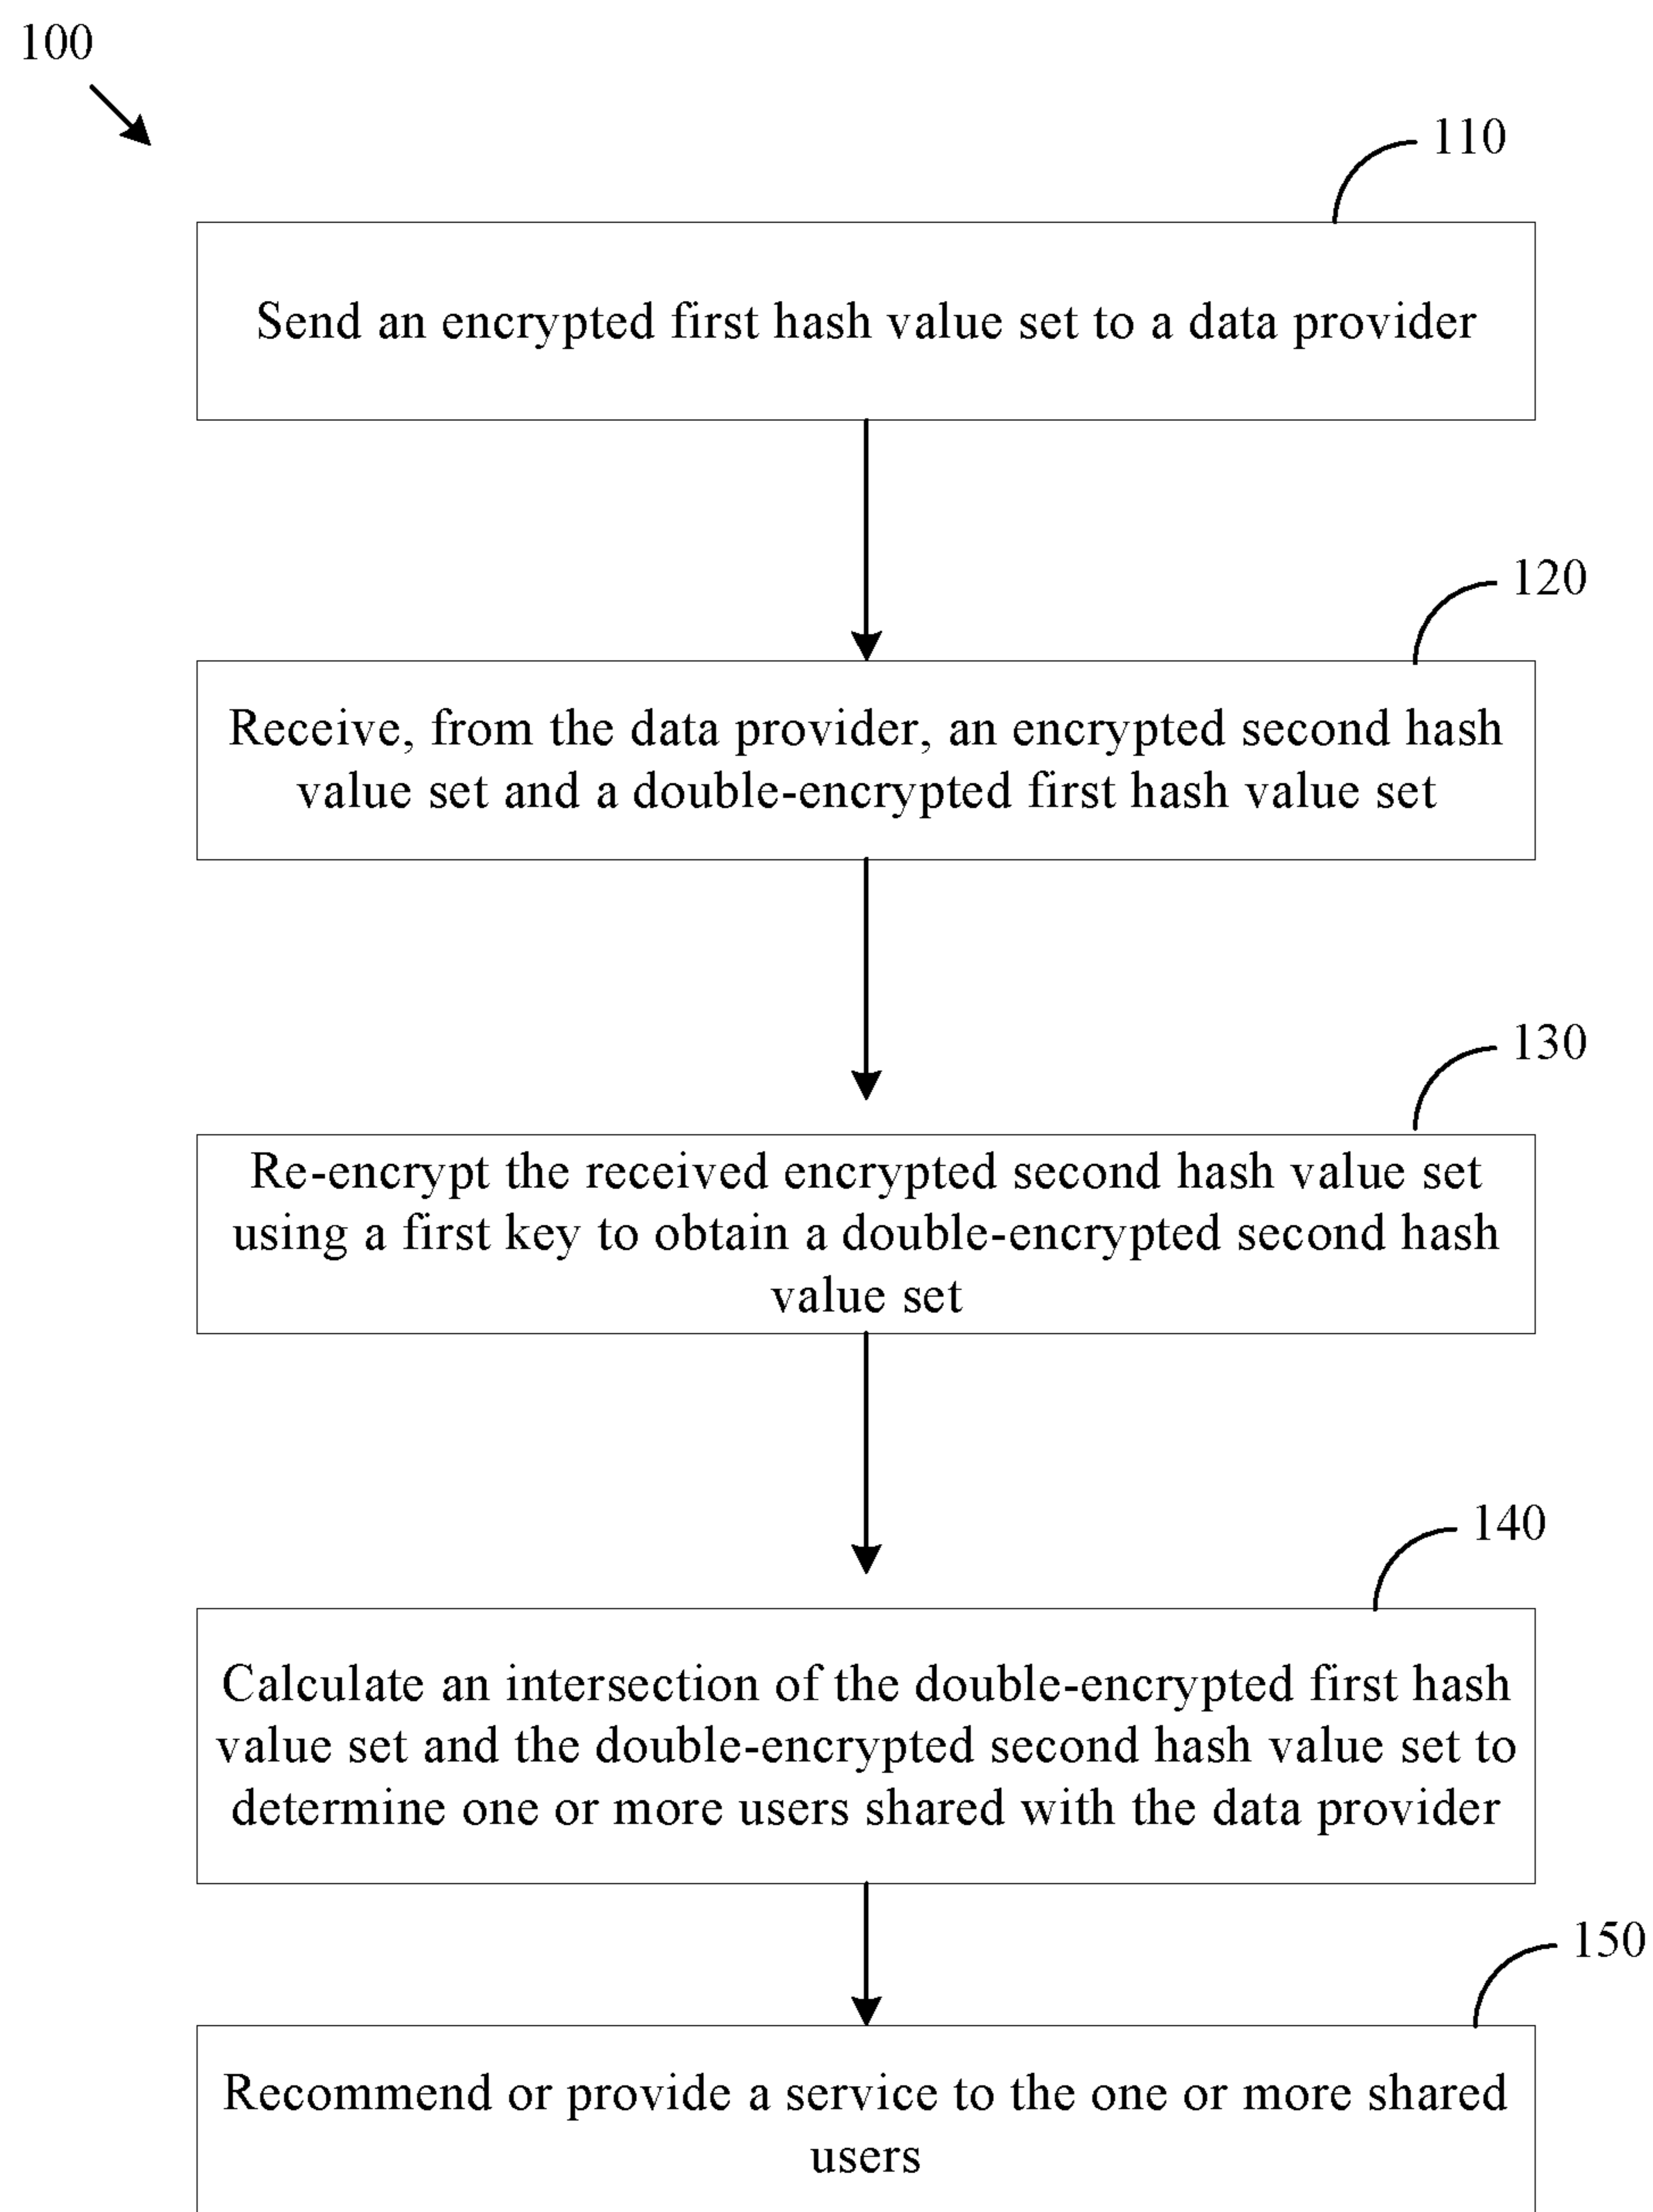 100
110
Send an encrypted first hash value set to a data provider
120
Receive, from the data provider, an encrypted second hash
value set and a double-encrypted first hash value set
130
Re-encrypt the received encrypted second hash value set
using a first key to obtain a double-encrypted second hash
value set
140
Calculate an intersection of the double-encrypted first hash
value set and the double-encrypted second hash value set to
determine one or more users shared with the data provider
150
Recommend or provide a service to the one or more shared
users